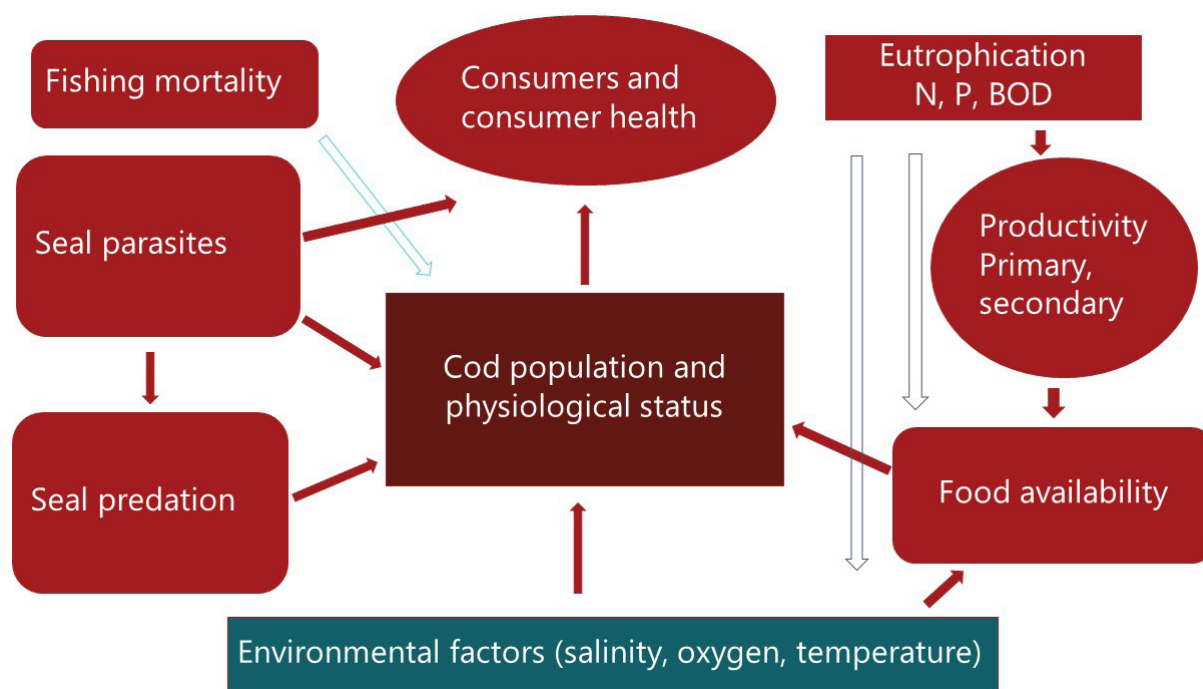 Fishing mortality
Consumers and
consumer health
Eutrophication
N, P, BOD
Seal parasites
Productivity
Primary,
secondary
Cod population and
physiological status
Seal predation
Food availability
Environmental factors (salinity, oxygen, temperature)